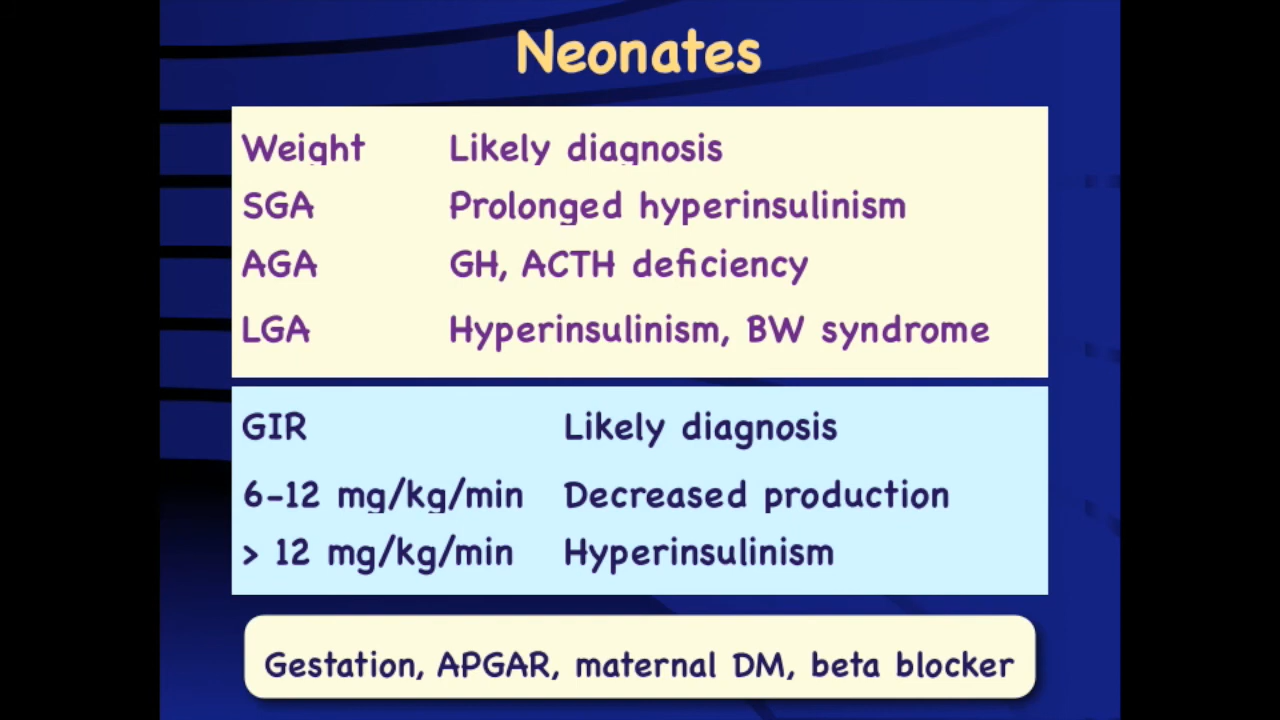 Neonates
Weight Likely diagnosis
SGA Prolonged hyperinsulinism
AGA GH, ACTH deficiency
LGA Hyperinsulinism, BW syndrome
GIR Likely diagnosis
6-12 mg/kg/min Decreased production
> 12 mg/kg/min Hyperinsulinism
Gestation, APGAR, maternal DM, beta blocker